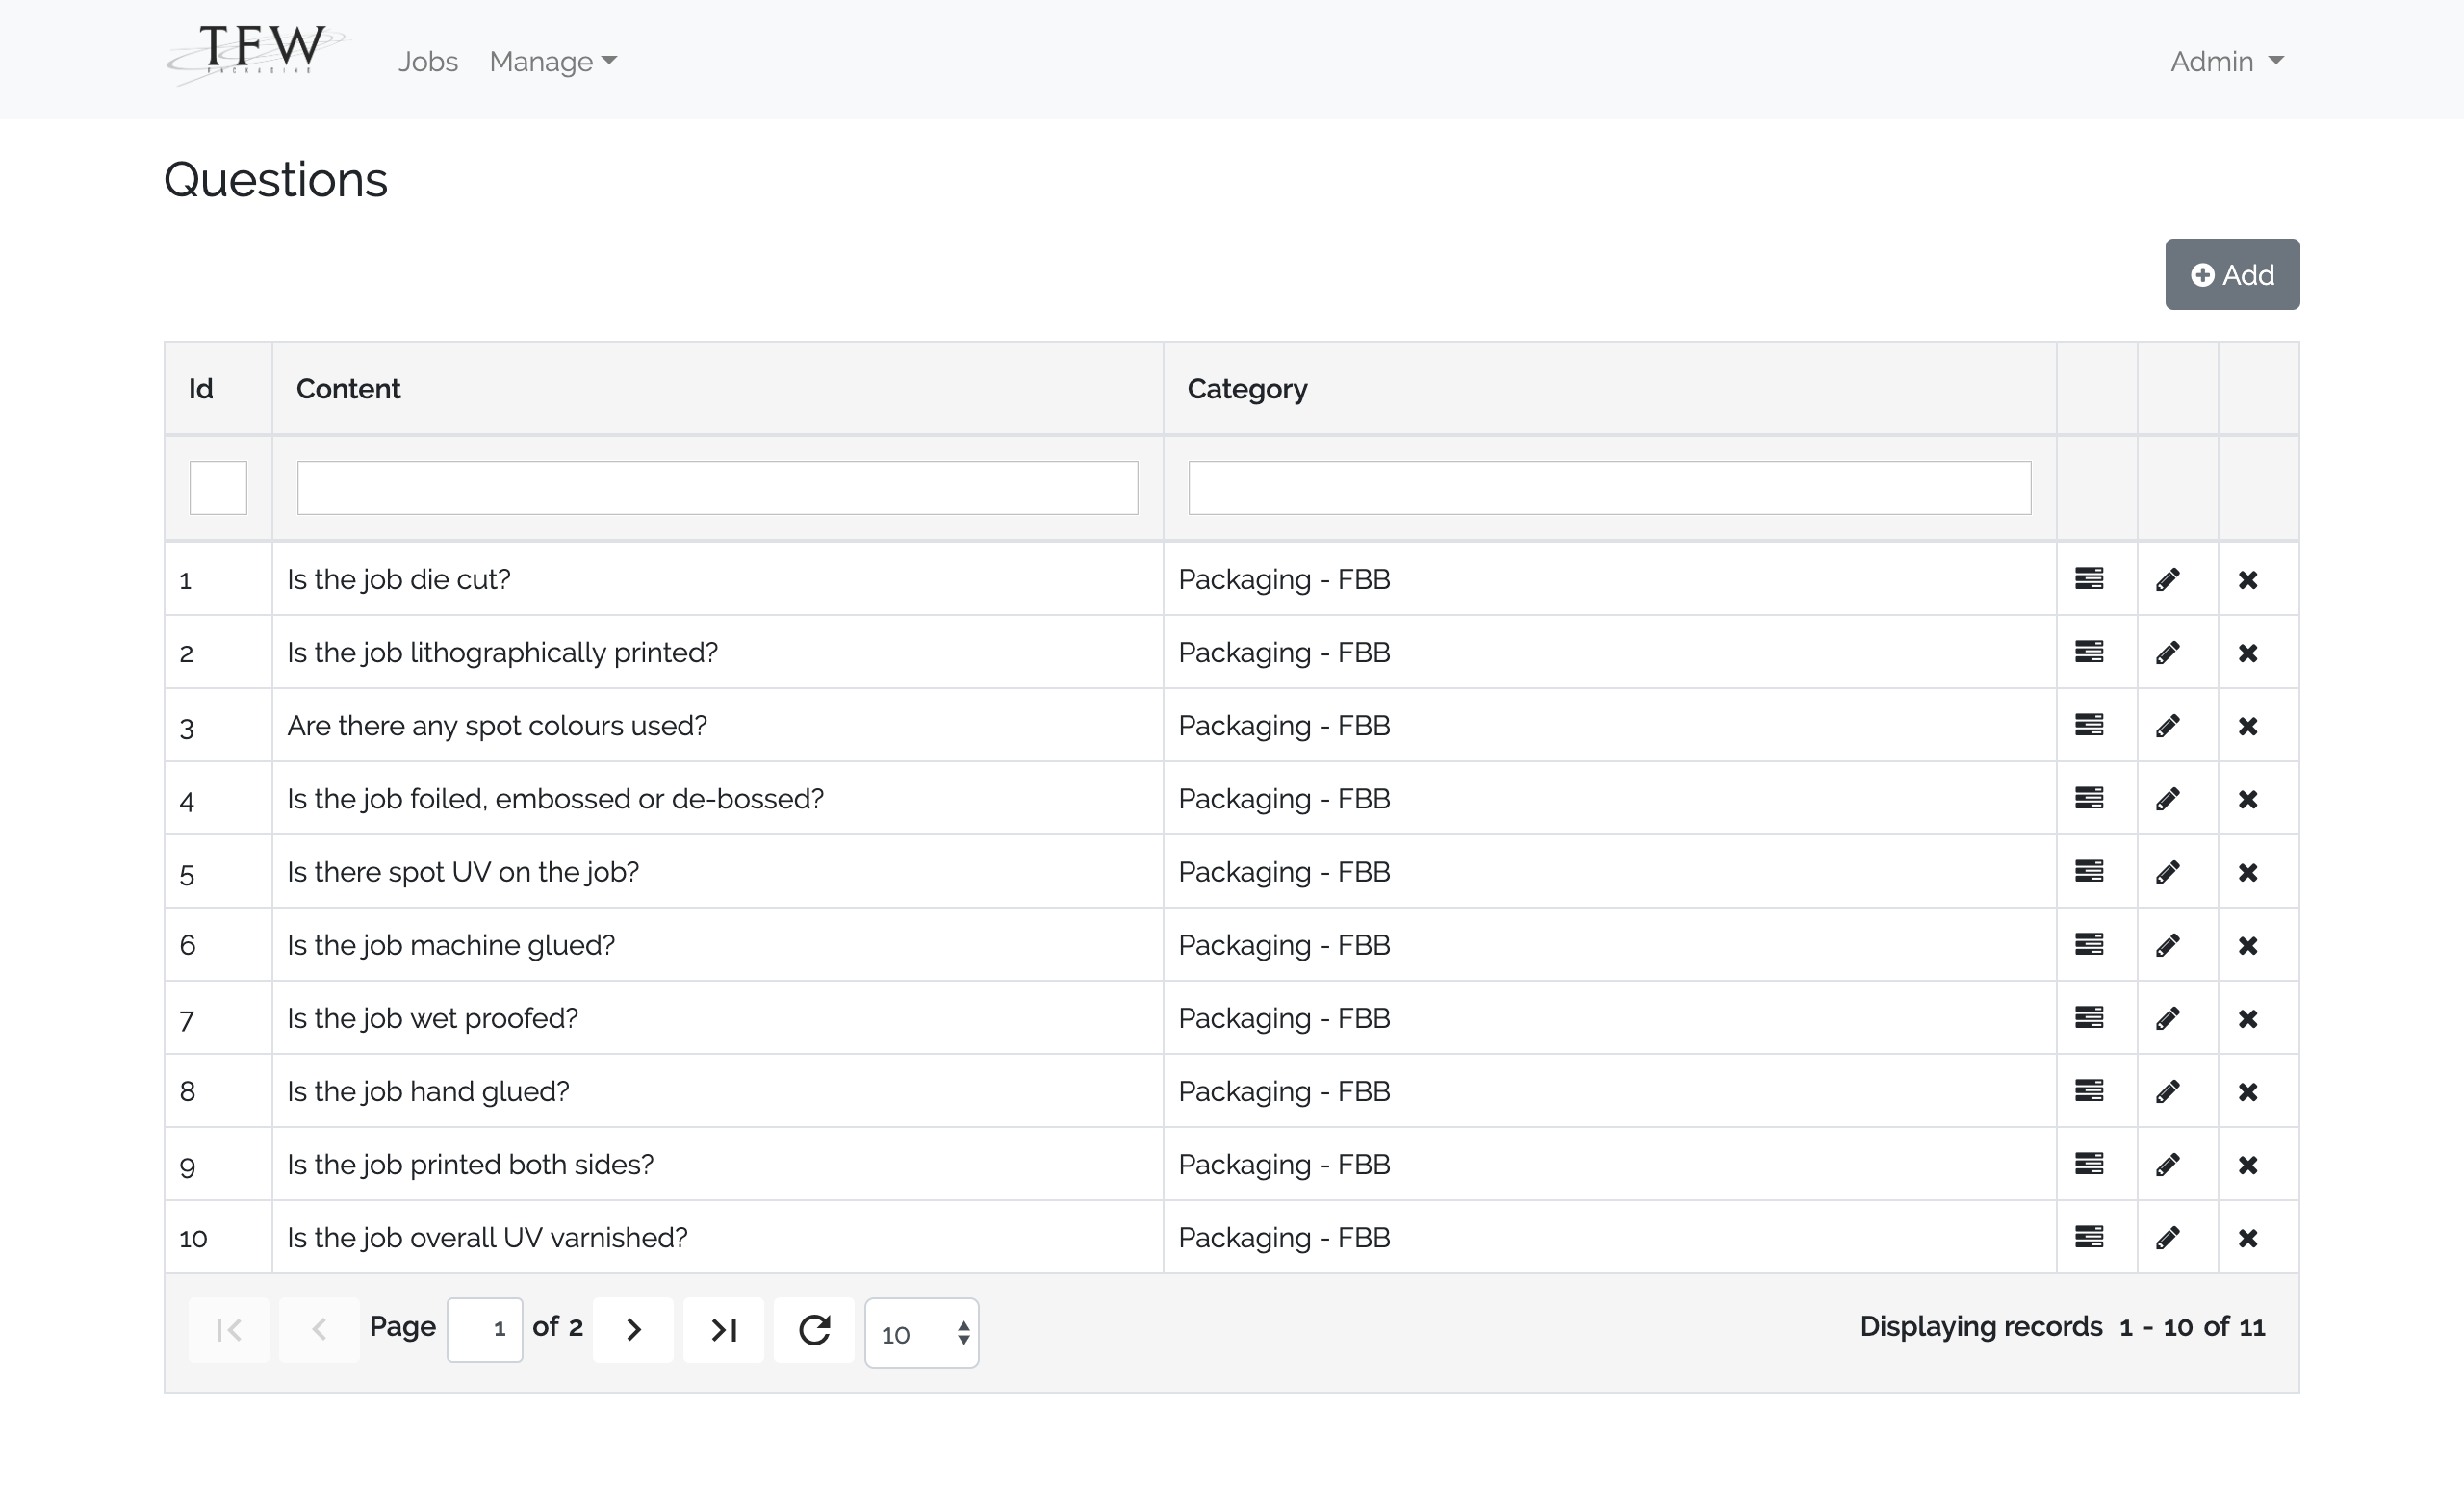 TFW
PACKAGING
Jobs Manage
Admin
Questions
Add
Id Content Category
1 Is the job die cut? Packaging - FBB
2 Is the job lithographically printed? Packaging - FBB
3 Are there any spot colours used? Packaging - FBB
4 Is the job foiled, embossed or de-bossed? Packaging - FBB
5 Is there spot UV on the job? Packaging - FBB
6 Is the job machine glued? Packaging - FBB
7 Is the job wet proofed? Packaging - FBB
8 Is the job hand glued? Packaging - FBB
9 Is the job printed both sides? Packaging - FBB
10 Is the job overall UV varnished? Packaging - FBB
Page 1 of 2 10 Displaying records 1 - 10 of 11